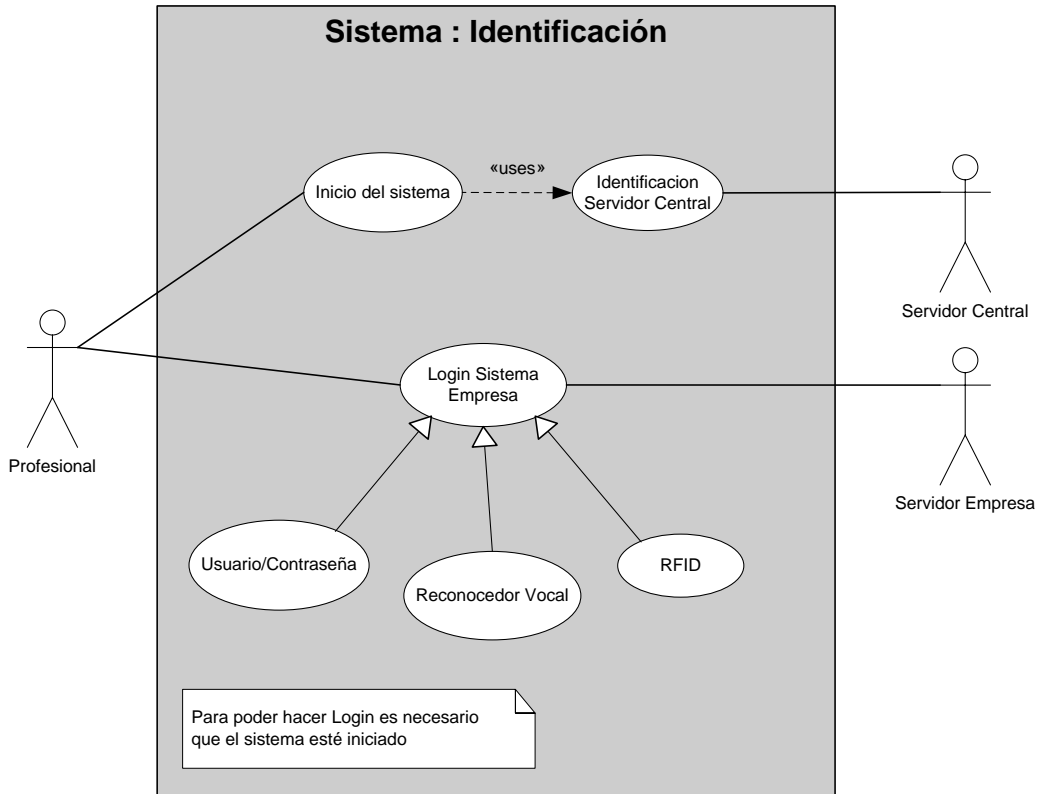 Sistema : Identificación
«uses»
Inicio del sistema
Identificacion
Servidor Central
Servidor Central
Login Sistema
Empresa
Profesional
Servidor Empresa
Usuario/Contraseña
Reconocedor Vocal
RFID
Para poder hacer Login es necesario
que el sistema esté iniciado